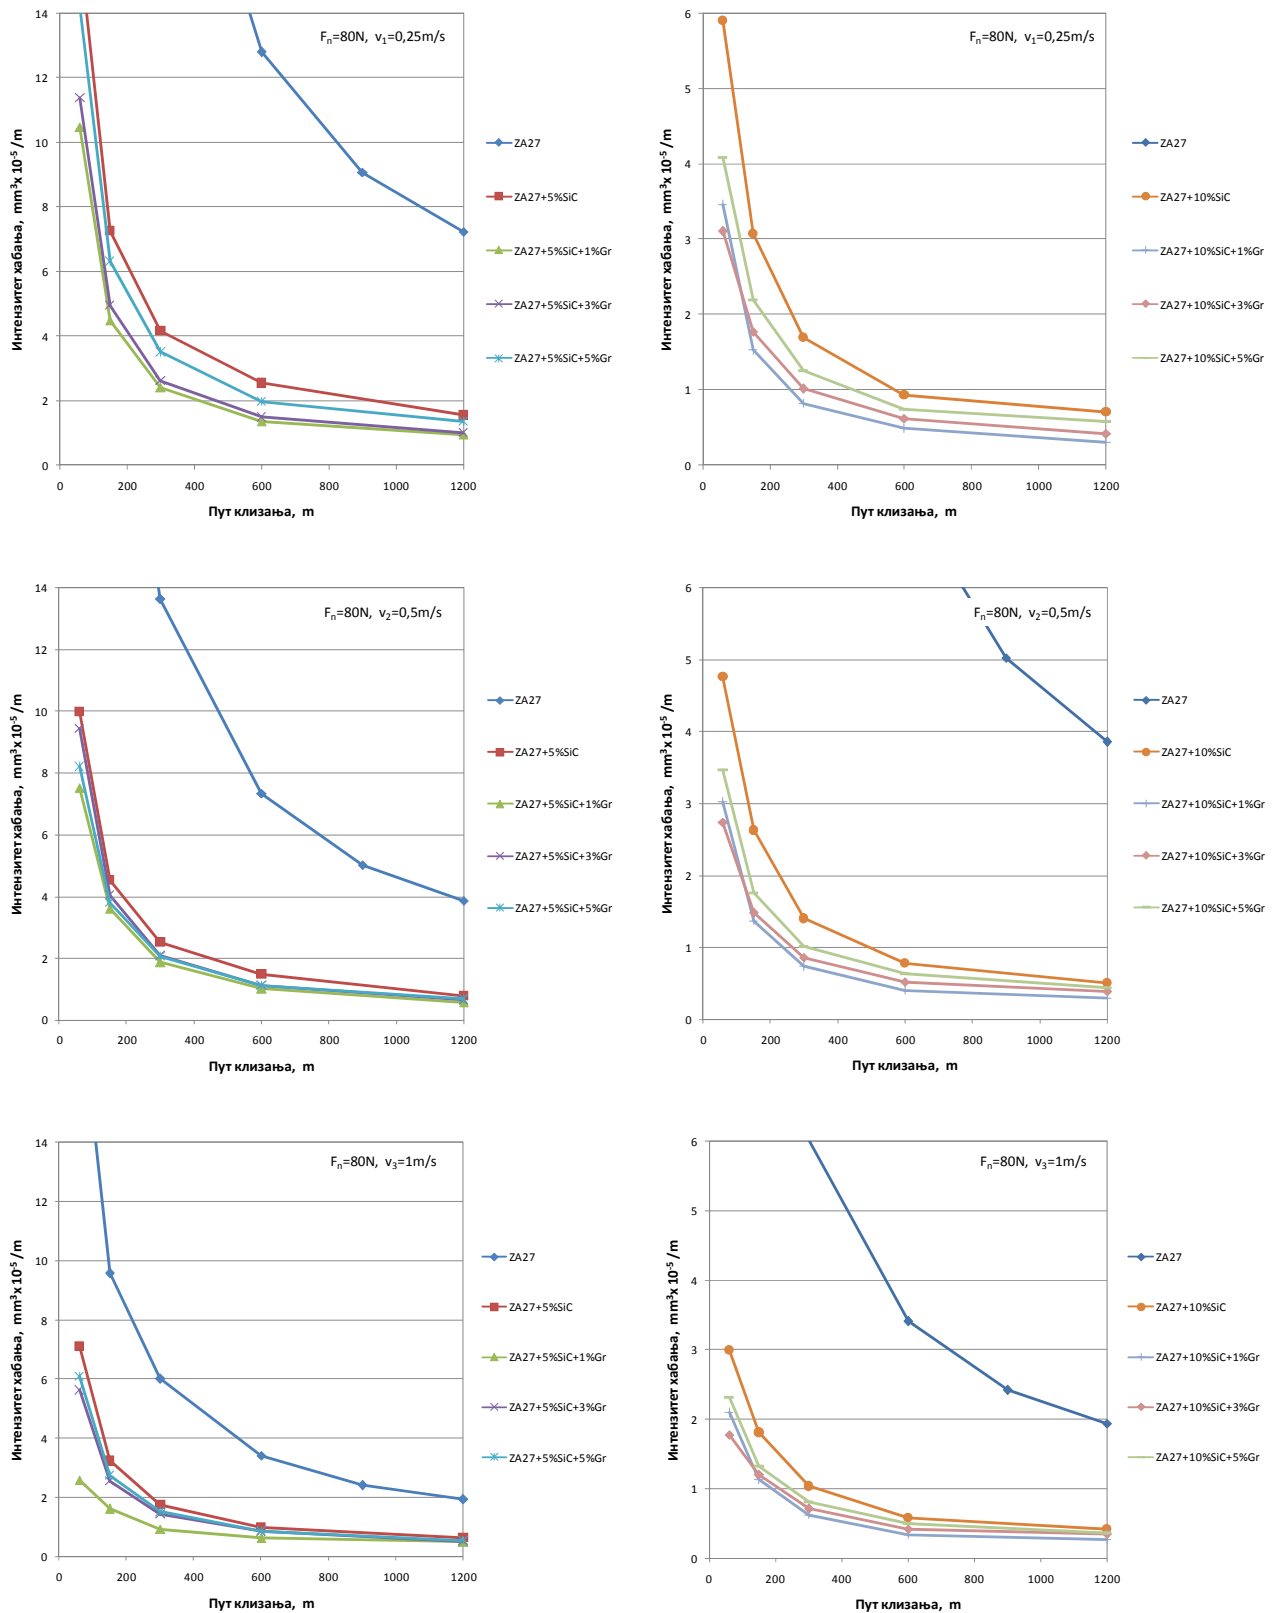 F_n=80N, v_1=0,25m/s
Интензитет хабања, mm³x 10⁻⁵ /m
14
12
10
8
6
4
2
0
0 200 400 600 800 1000 1200
Пут клизања, m
ZA27
ZA27+5%SiC
ZA27+5%SiC+1%Gr
ZA27+5%SiC+3%Gr
ZA27+5%SiC+5%Gr
F_n=80N, v_1=0,25m/s
Интензитет хабања, mm³x 10⁻⁵ /m
6
5
4
3
2
1
0
0 200 400 600 800 1000 1200
Пут клизања, m
ZA27
ZA27+10%SiC
ZA27+10%SiC+1%Gr
ZA27+10%SiC+3%Gr
ZA27+10%SiC+5%Gr
F_n=80N, v_2=0,5m/s
Интензитет хабања, mm³x 10⁻⁵ /m
14
12
10
8
6
4
2
0
0 200 400 600 800 1000 1200
Пут клизања, m
ZA27
ZA27+5%SiC
ZA27+5%SiC+1%Gr
ZA27+5%SiC+3%Gr
ZA27+5%SiC+5%Gr
F_n=80N, v_2=0,5m/s
Интензитет хабања, mm³x 10⁻⁵ /m
6
5
4
3
2
1
0
0 200 400 600 800 1000 1200
Пут клизања, m
ZA27
ZA27+10%SiC
ZA27+10%SiC+1%Gr
ZA27+10%SiC+3%Gr
ZA27+10%SiC+5%Gr
F_n=80N, v_3=1m/s
Интензитет хабања, mm³x 10⁻⁵ /m
14
12
10
8
6
4
2
0
0 200 400 600 800 1000 1200
Пут клизања, m
ZA27
ZA27+5%SiC
ZA27+5%SiC+1%Gr
ZA27+5%SiC+3%Gr
ZA27+5%SiC+5%Gr
F_n=80N, v_3=1m/s
Интензитет хабања, mm³x 10⁻⁵ /m
6
5
4
3
2
1
0
0 200 400 600 800 1000 1200
Пут клизања, m
ZA27
ZA27+10%SiC
ZA27+10%SiC+1%Gr
ZA27+10%SiC+3%Gr
ZA27+10%SiC+5%Gr